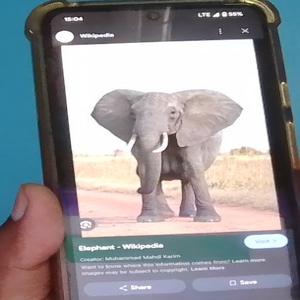 15:04
LTE 55%
Wikipedia
Elephant - Wikipedia
Visit >
Creator: Muhammad Mahdi Karim
Want to know where this information comes from? Learn more
Images may be subject to copyright. Learn More
Share
Save